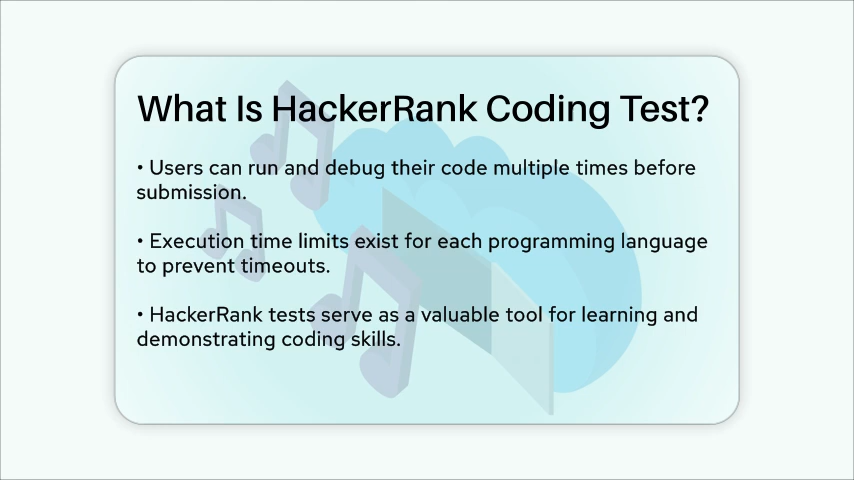 What Is HackerRank Coding Test?
• Users can run and debug their code multiple times before
submission.
• Execution time limits exist for each programming language
to prevent timeouts.
• HackerRank tests serve as a valuable tool for learning and
demonstrating coding skills.